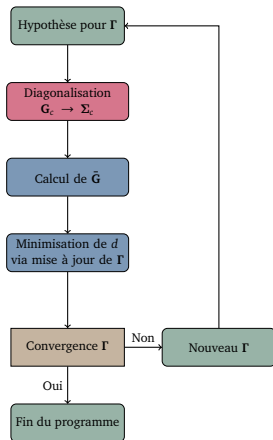 Hypothèse pour Γ
Diagonalisation
G_c → Σ_c
Calcul de G̃
Minimisation de d
via mise à jour de Γ
Convergence Γ
Non
Nouveau Γ
Oui
Fin du programme